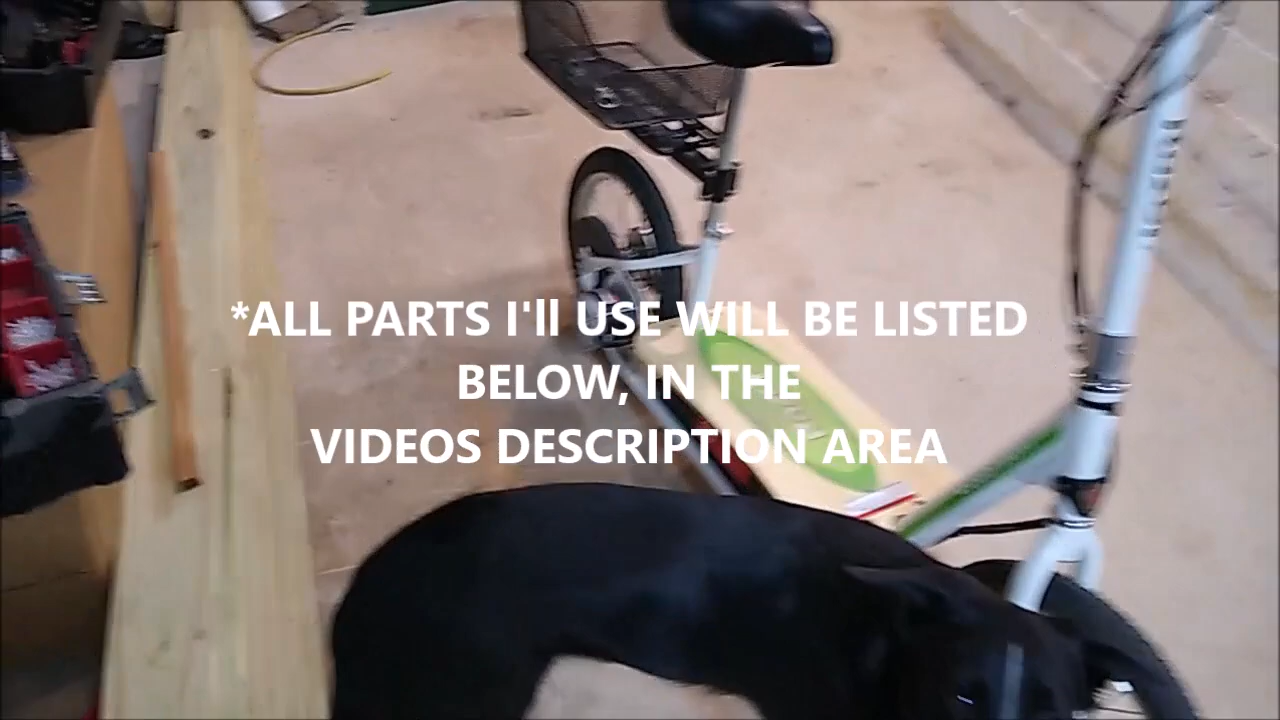 *ALL PARTS I'll USE WILL BE LISTED
BELOW, IN THE
VIDEOS DESCRIPTION AREA